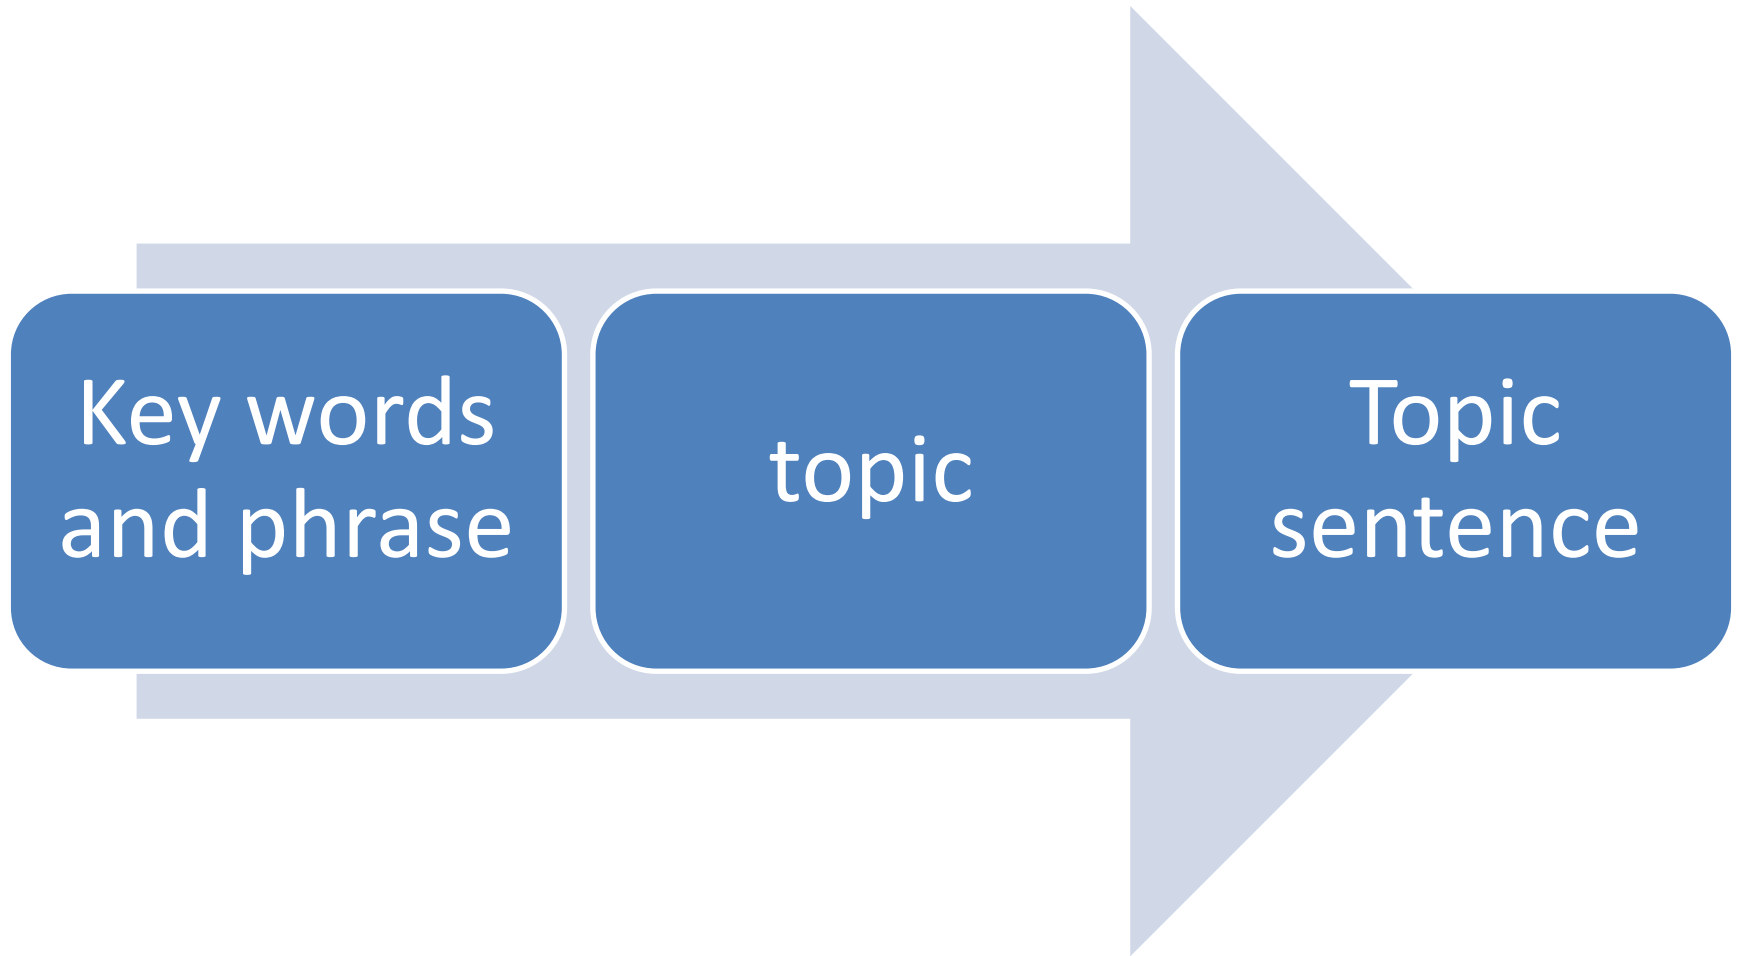 Key words
and phrase
topic
Topic
sentence